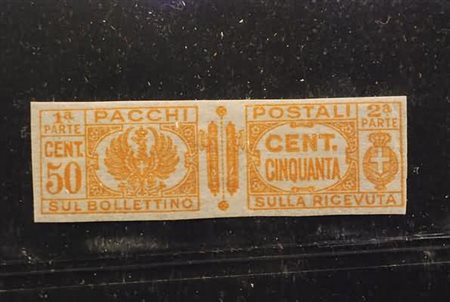 1ª PARTE PACCHI
CENT. 50
SUL BOLLETTINO
POSTALI 2ª PARTE
CENT. CINQUANTA
SULLA RICEVUTA